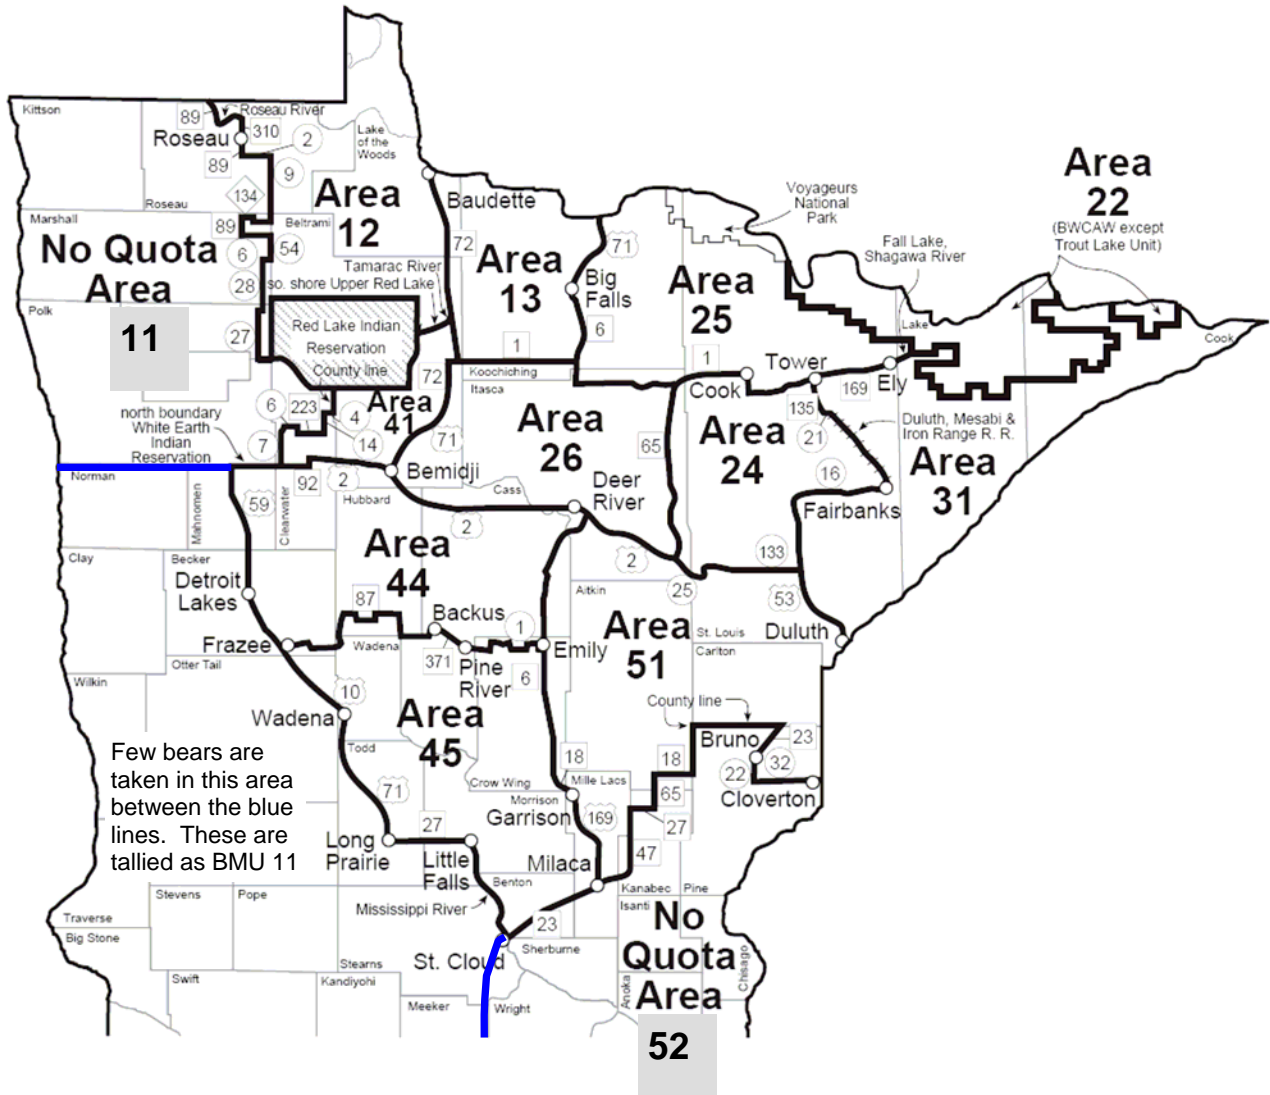 Kittson
89
Roseau River
310
2
Roseau
89
Lake
of the
Woods
9
134
Roseau
Area
12
Baudette
Marshall
89
Beltrami
No Quota
Area
6
54
28
72
Tamarac River
so. shore Upper Red Lake
Area
13
71
Big
Falls
6
Voyageurs
National
Park
Area
25
Area
22
(BWCAW except
Trout Lake Unit)
Fall Lake,
Shagawa River
Polk
11
27
Red Lake Indian
Reservation
County line
1
72
Koochiching
Itasca
1
Cook
Tower
Lake
Ely
169
Cook
north boundary
White Earth
Indian
Reservation
6
223
4
14
7
Area
41
71
Area
26
65
135
21
Area
24
Duluth, Mesabi &
Iron Range R. R.
Area
31
16
Fairbanks
Norman
92
2
Bemidji
59
Mahnomen
Clearwater
Hubbard
Cass
Deer
River
2
2
133
Clay
Becker
Area
44
Detroit
Lakes
87
Backus
1
Aitkin
25
53
Area
51
St. Louis
Duluth
Carlton
Frazee
Wadena
371
Pine
River
6
Emily
Otter Tail
Wilkin
10
Wadena
Area
45
County line
Bruno
23
Few bears are
taken in this area
between the blue
lines. These are
tallied as BMU 11
Todd
71
Crow Wing
18
Mille Lacs
18
22
32
Cloverton
Morrison
Garrison
169
65
27
27
47
Long
Prairie
Little
Falls
Milaca
Benton
Kanabec
Pine
Stevens
Pope
Mississippi River
23
Isanti
No
Quota
Area
Traverse
Big Stone
Sherburne
St. Cloud
Stearns
Swift
Kandiyohi
Meeker
Wright
Anoka
Chisago
52